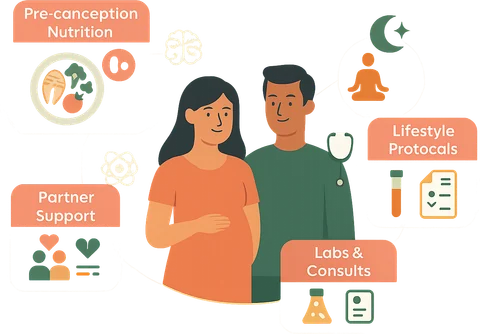 Pre-canception
Nutrition
Lifestyle
Protocals
Partner
Support
Labs &
Consults